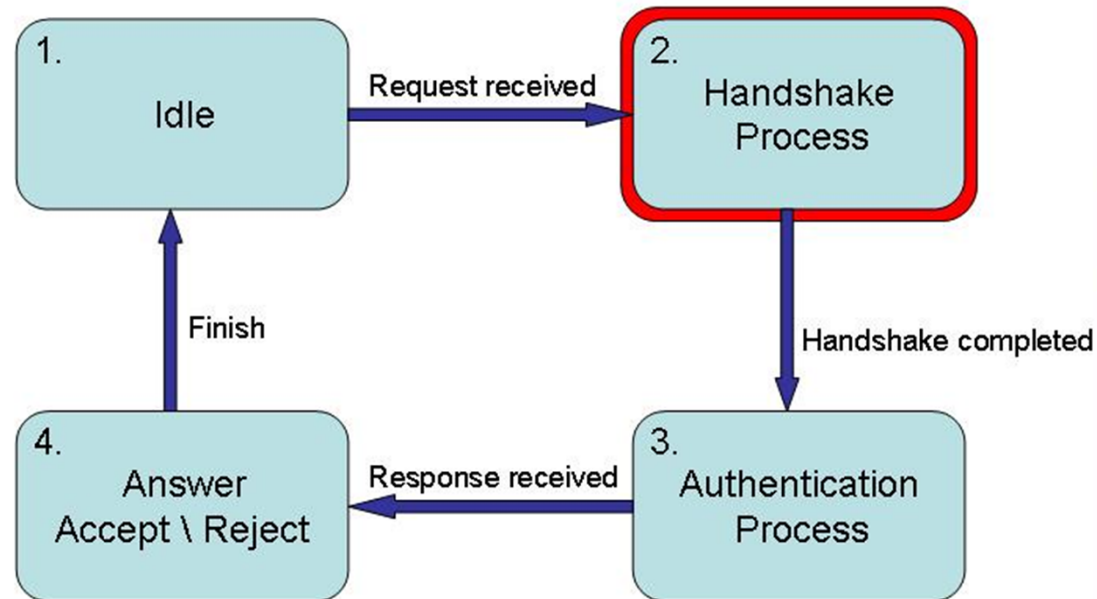 1.
Idle
Request received
2.
Handshake
Process
Finish
Handshake completed
4.
Answer
Accept \ Reject
Response received
3.
Authentication
Process